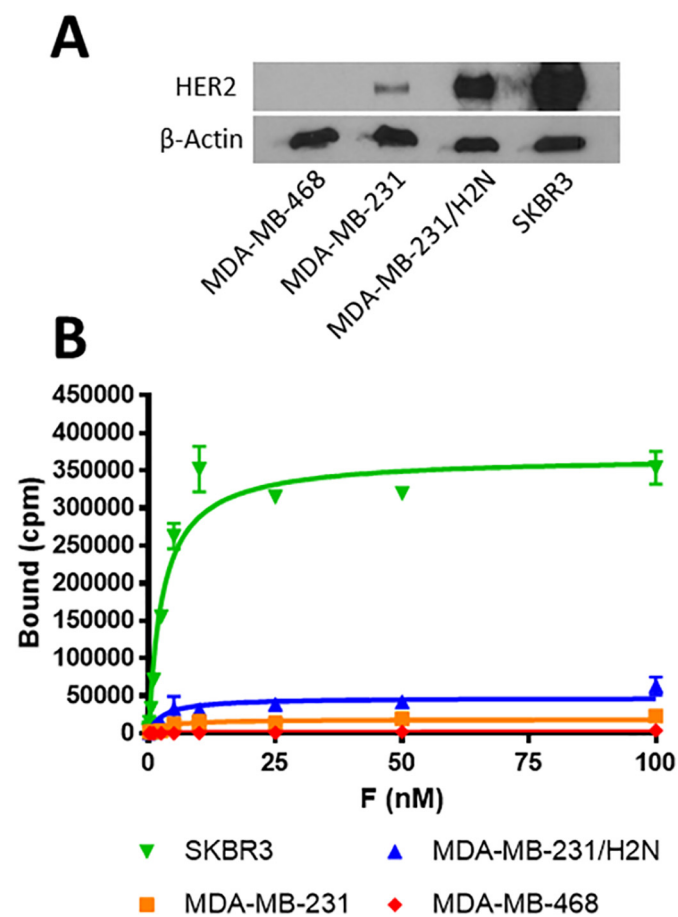 A
HER2
β-Actin
MDA-MB-468
MDA-MB-231
MDA-MB-231/H2N
SKBR3
B
450000
400000
350000
300000
250000
200000
150000
100000
50000
0
Bound (cpm)
0 25 50 75 100
F (nM)
SKBR3 MDA-MB-231/H2N
MDA-MB-231 MDA-MB-468